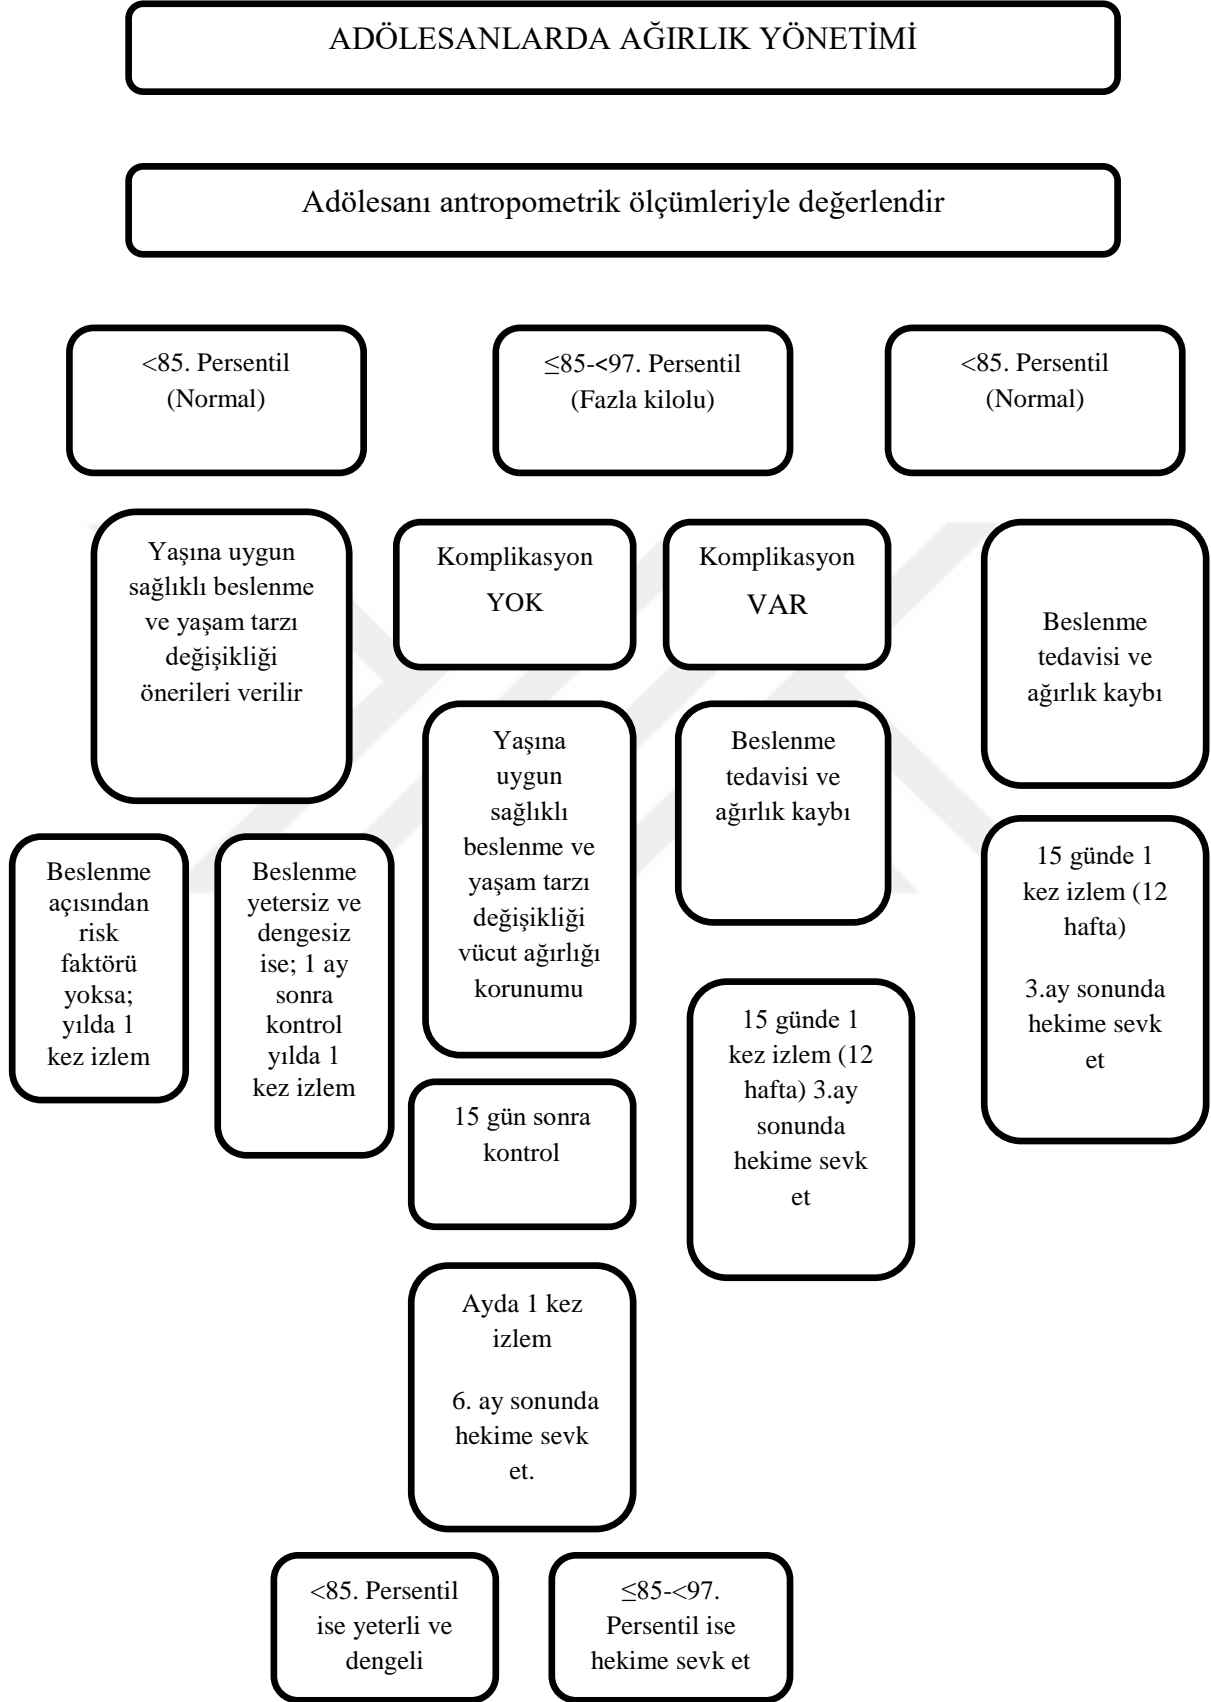 ADÖLESANLARDA AĞIRLIK YÖNETİMİ
Adölesanı antropometrik ölçümleriyle değerlendir
<85. Persentil
(Normal)
≤85-<97. Persentil
(Fazla kilolu)
<85. Persentil
(Normal)
Yaşına uygun
sağlıklı beslenme
ve yaşam tarzı
değişikliği
önerileri verilir
Komplikasyon
YOK
Komplikasyon
VAR
Beslenme
tedavisi ve
ağırlık kaybı
Yaşına
uygun
sağlıklı
beslenme ve
yaşam tarzı
değişikliği
vücut ağırlığı
korunumu
Beslenme
tedavisi ve
ağırlık kaybı
Beslenme
açısından
risk
faktörü
yoksa;
yılda 1
kez izlem
Beslenme
yetersiz ve
dengesiz
ise; 1 ay
sonra
kontrol
yılda 1
kez izlem
15 günde 1
kez izlem (12
hafta)
3.ay sonunda
hekime sevk
et
15 günde 1
kez izlem (12
hafta) 3.ay
sonunda
hekime sevk
et
15 gün sonra
kontrol
Ayda 1 kez
izlem
6. ay sonunda
hekime sevk
et.
<85. Persentil
ise yeterli ve
dengeli
≤85-<97.
Persentil ise
hekime sevk et